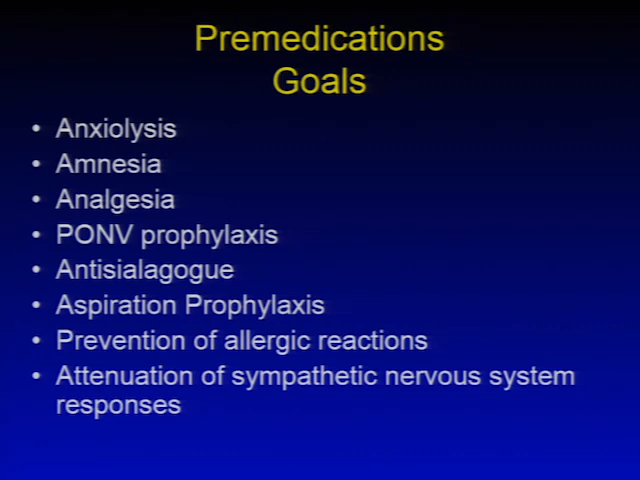 Premedications
Goals
• Anxiolysis
• Amnesia
• Analgesia
• PONV prophylaxis
• Antisialagogue
• Aspiration Prophylaxis
• Prevention of allergic reactions
• Attenuation of sympathetic nervous system
responses